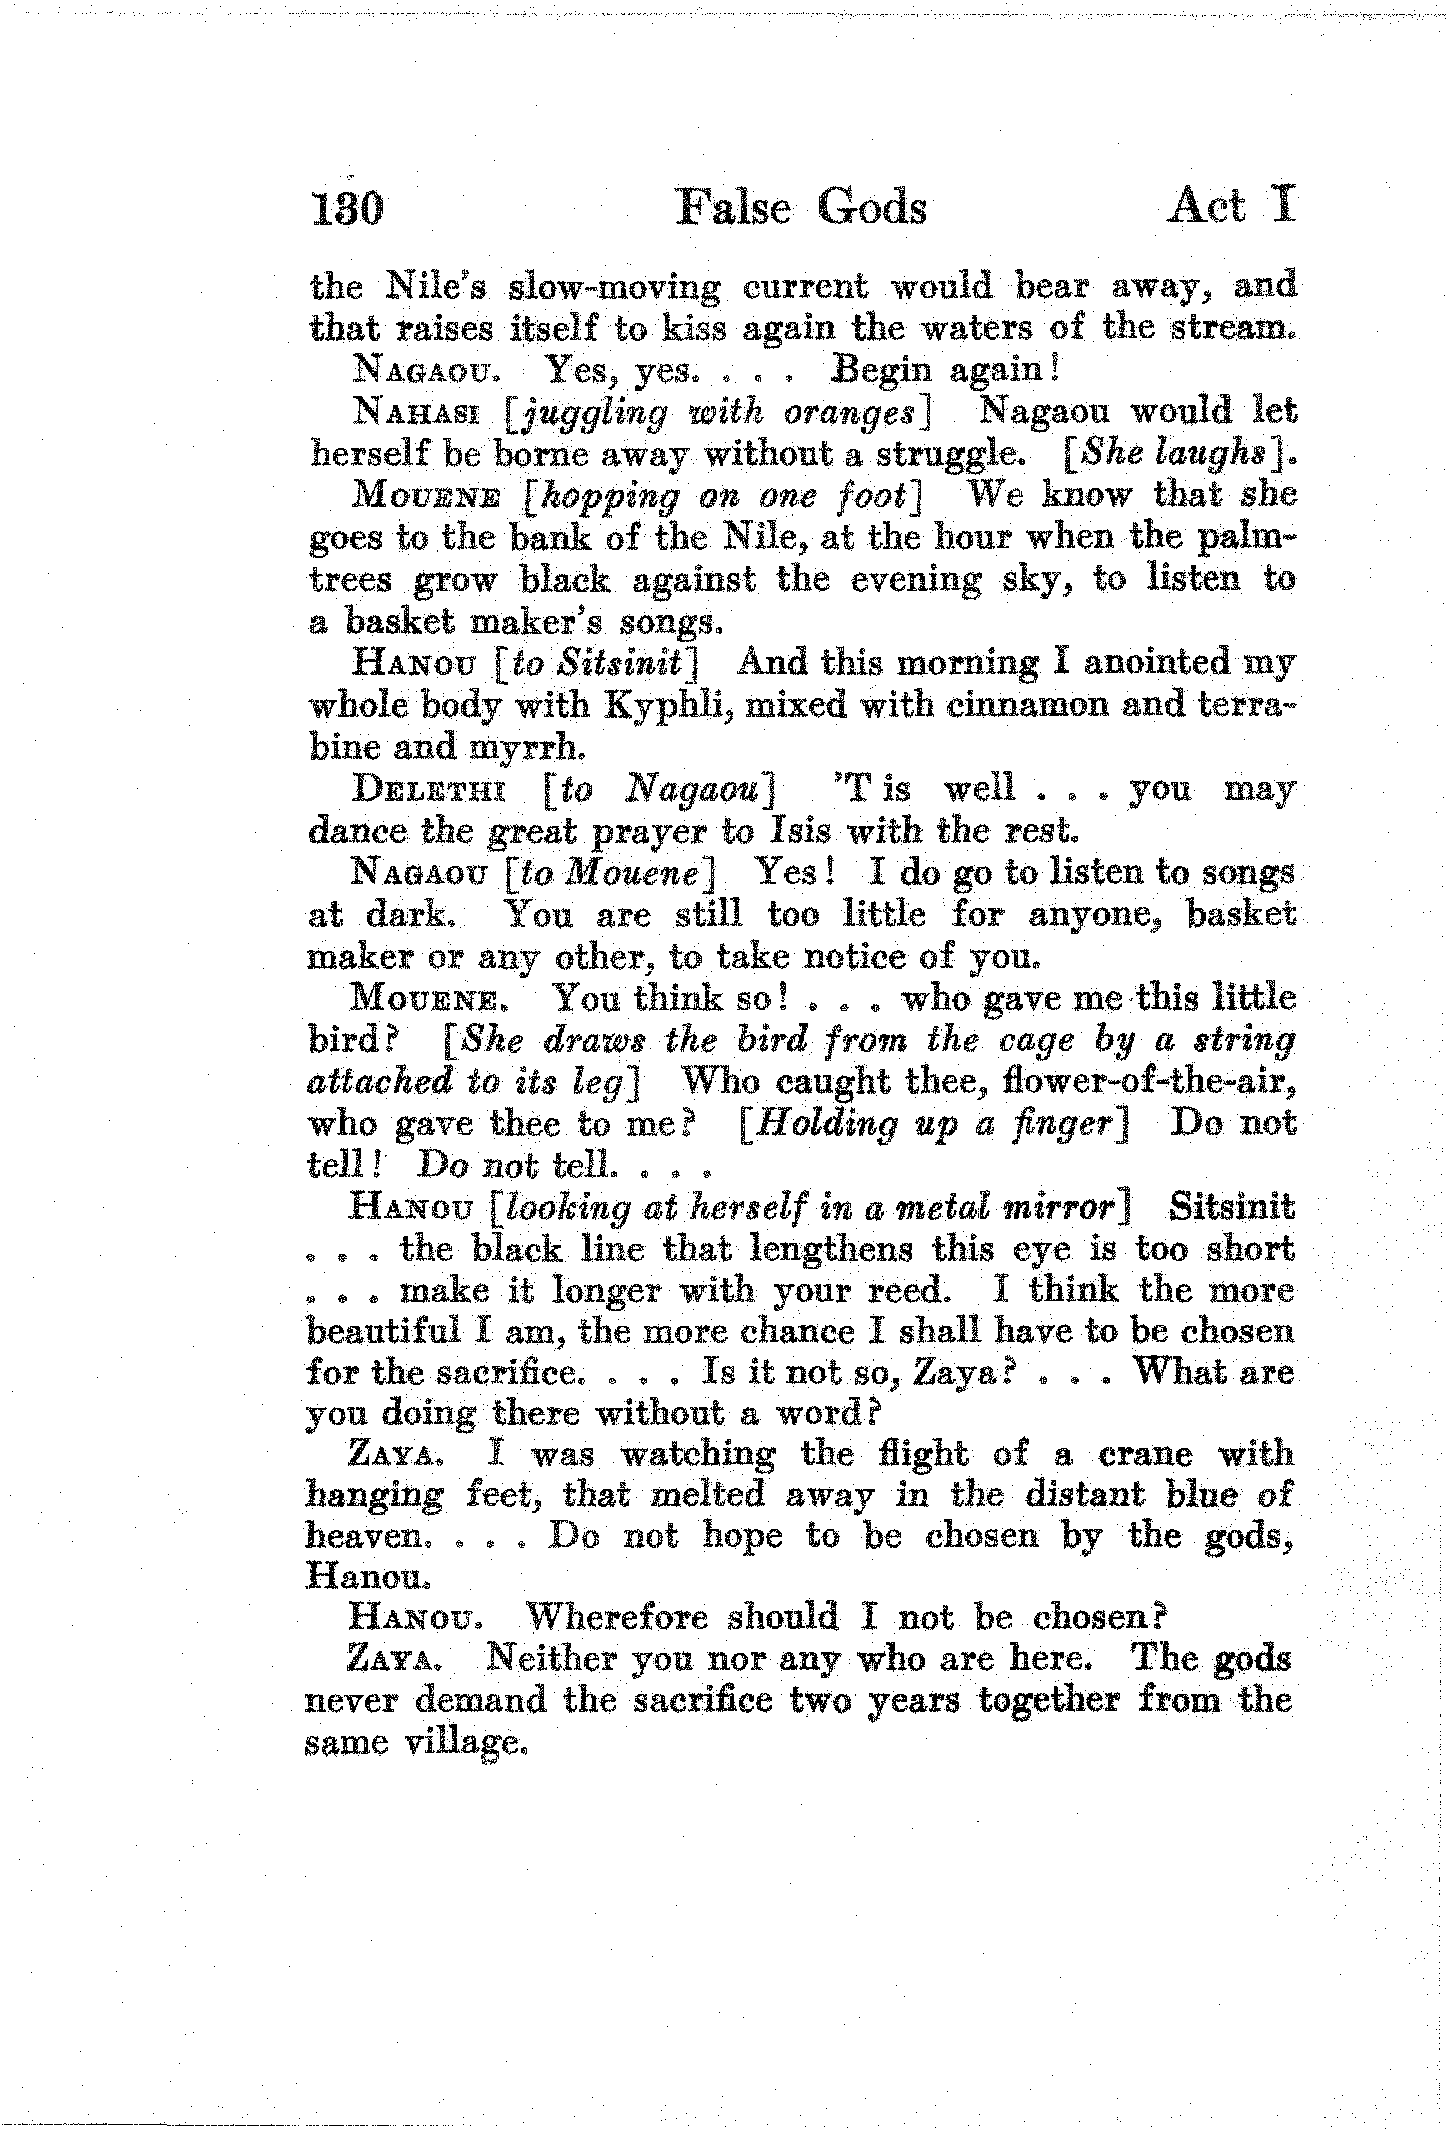 130 False Gods Act I
the Nile's slow-moving current would bear away, and
that raises itself to kiss again the waters of the stream.
NAGAOU. Yes, yes. . . . Begin again!
NAHASI [juggling with oranges] Nagaou would let
herself be borne away without a struggle. [She laughs].
MOUENE [hopping on one foot] We know that she
goes to the bank of the Nile, at the hour when the palm-
trees grow black against the evening sky, to listen to
a basket maker's songs.
HANOU [to Sitsinit] And this morning I anointed my
whole body with Kyphli, mixed with cinnamon and terra-
bine and myrrh.
DELETHI [to Nagaou] 'T is well . . . you may
dance the great prayer to Isis with the rest.
NAGAOU [to Mouene] Yes! I do go to listen to songs
at dark. You are still too little for anyone, basket
maker or any other, to take notice of you.
MOUENE. You think so! . . . who gave me this little
bird? [She draws the bird from the cage by a string
attached to its leg] Who caught thee, flower-of-the-air,
who gave thee to me? [Holding up a finger] Do not
tell! Do not tell. . . .
HANOU [looking at herself in a metal mirror] Sitsinit
. . . the black line that lengthens this eye is too short
. . . make it longer with your reed. I think the more
beautiful I am, the more chance I shall have to be chosen
for the sacrifice. . . . Is it not so, Zaya? . . . What are
you doing there without a word?
ZAYA. I was watching the flight of a crane with
hanging feet, that melted away in the distant blue of
heaven. . . . Do not hope to be chosen by the gods,
Hanou.
HANOU. Wherefore should I not be chosen?
ZAYA. Neither you nor any who are here. The gods
never demand the sacrifice two years together from the
same village.